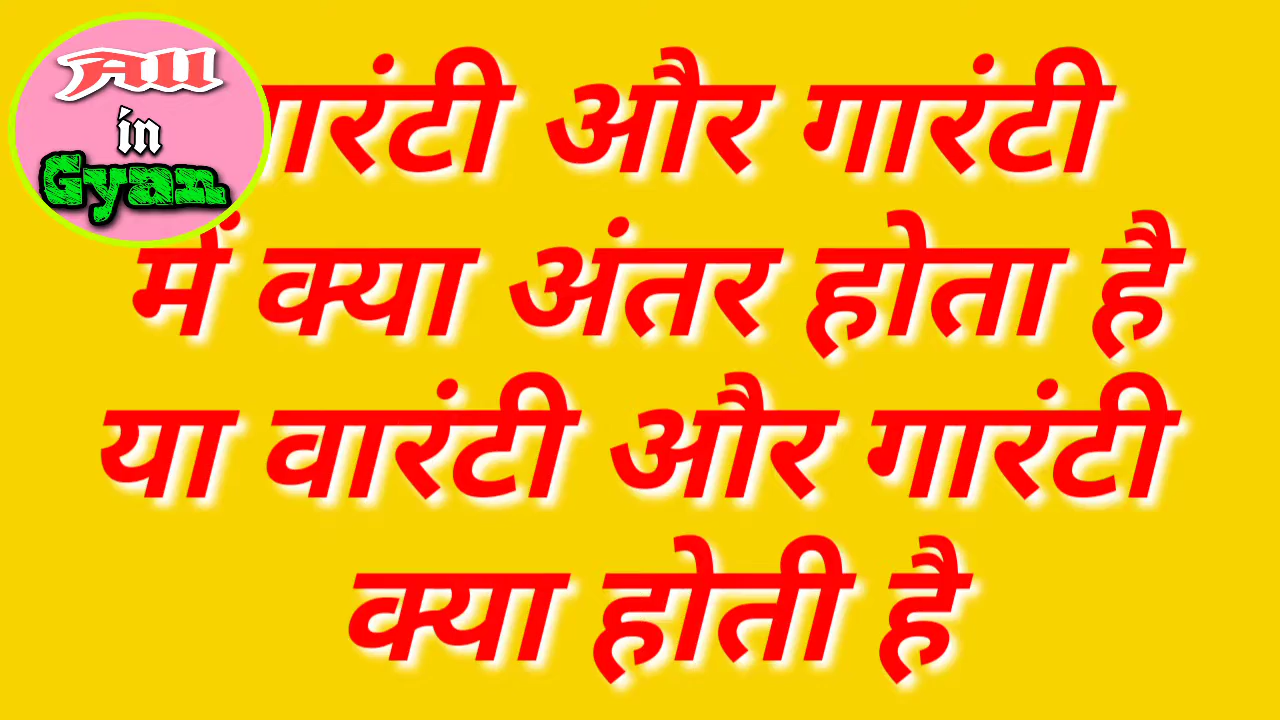 All
in
Gyan
ारंटी और गारंटी
में क्या अंतर होता है
या वारंटी और गारंटी
क्या होती है